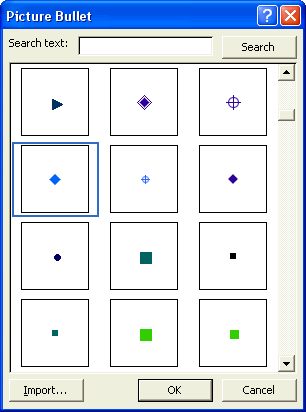 Picture Bullet
Search text:
Search
Import...
OK
Cancel